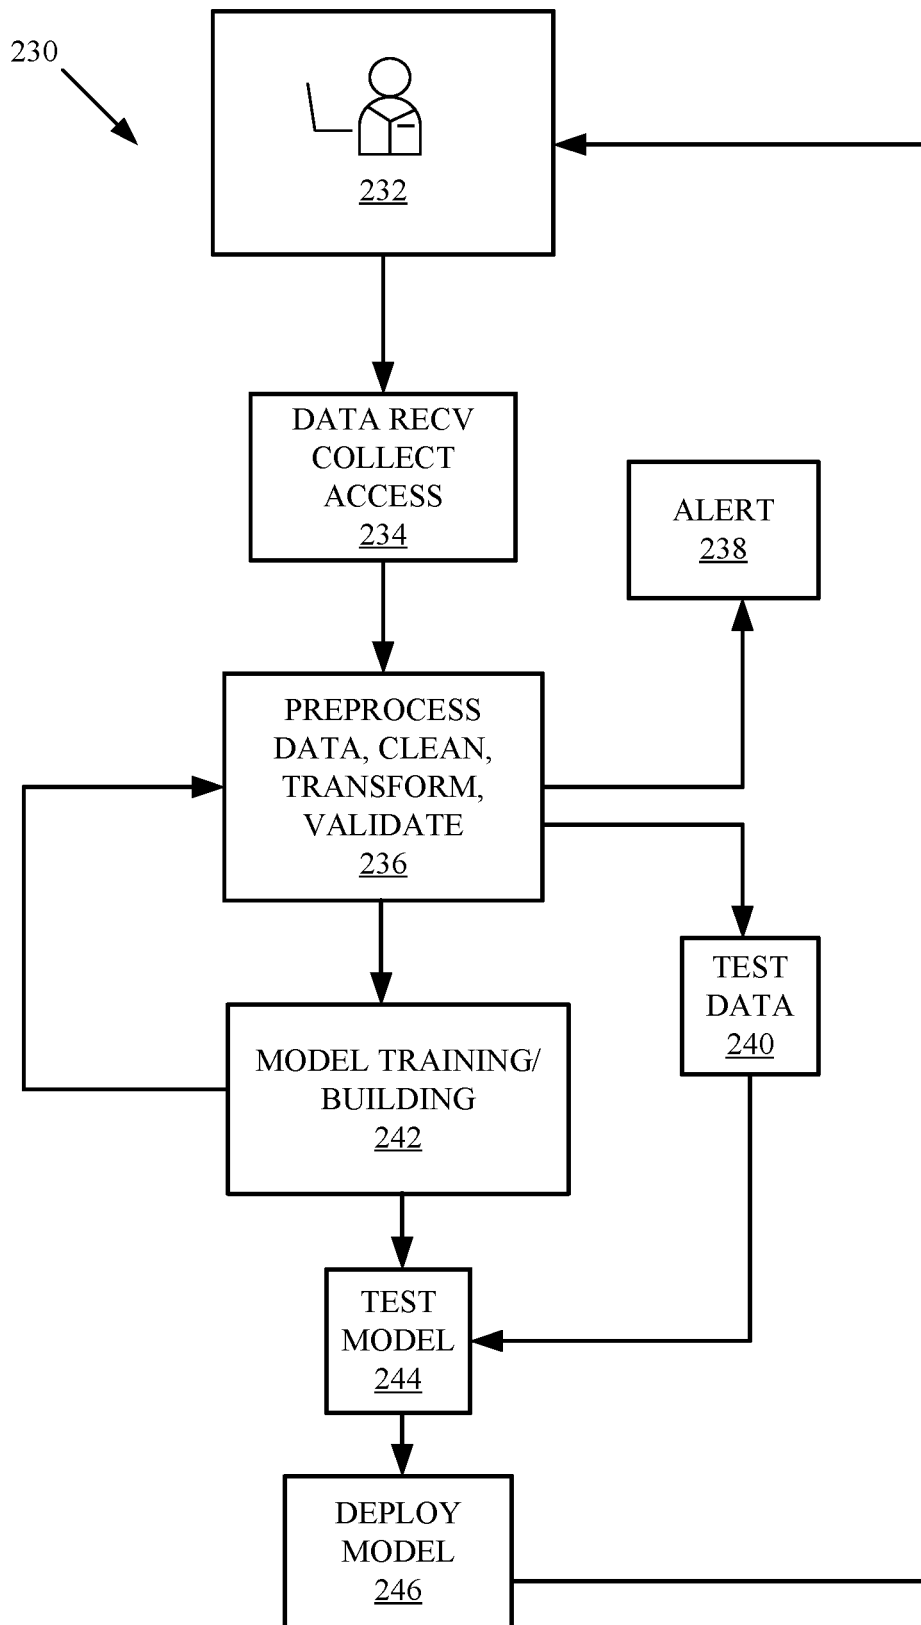 230
232
DATA RECV
COLLECT
ACCESS
234
ALERT
238
PREPROCESS
DATA, CLEAN,
TRANSFORM,
VALIDATE
236
TEST
DATA
240
MODEL TRAINING/
BUILDING
242
TEST
MODEL
244
DEPLOY
MODEL
246